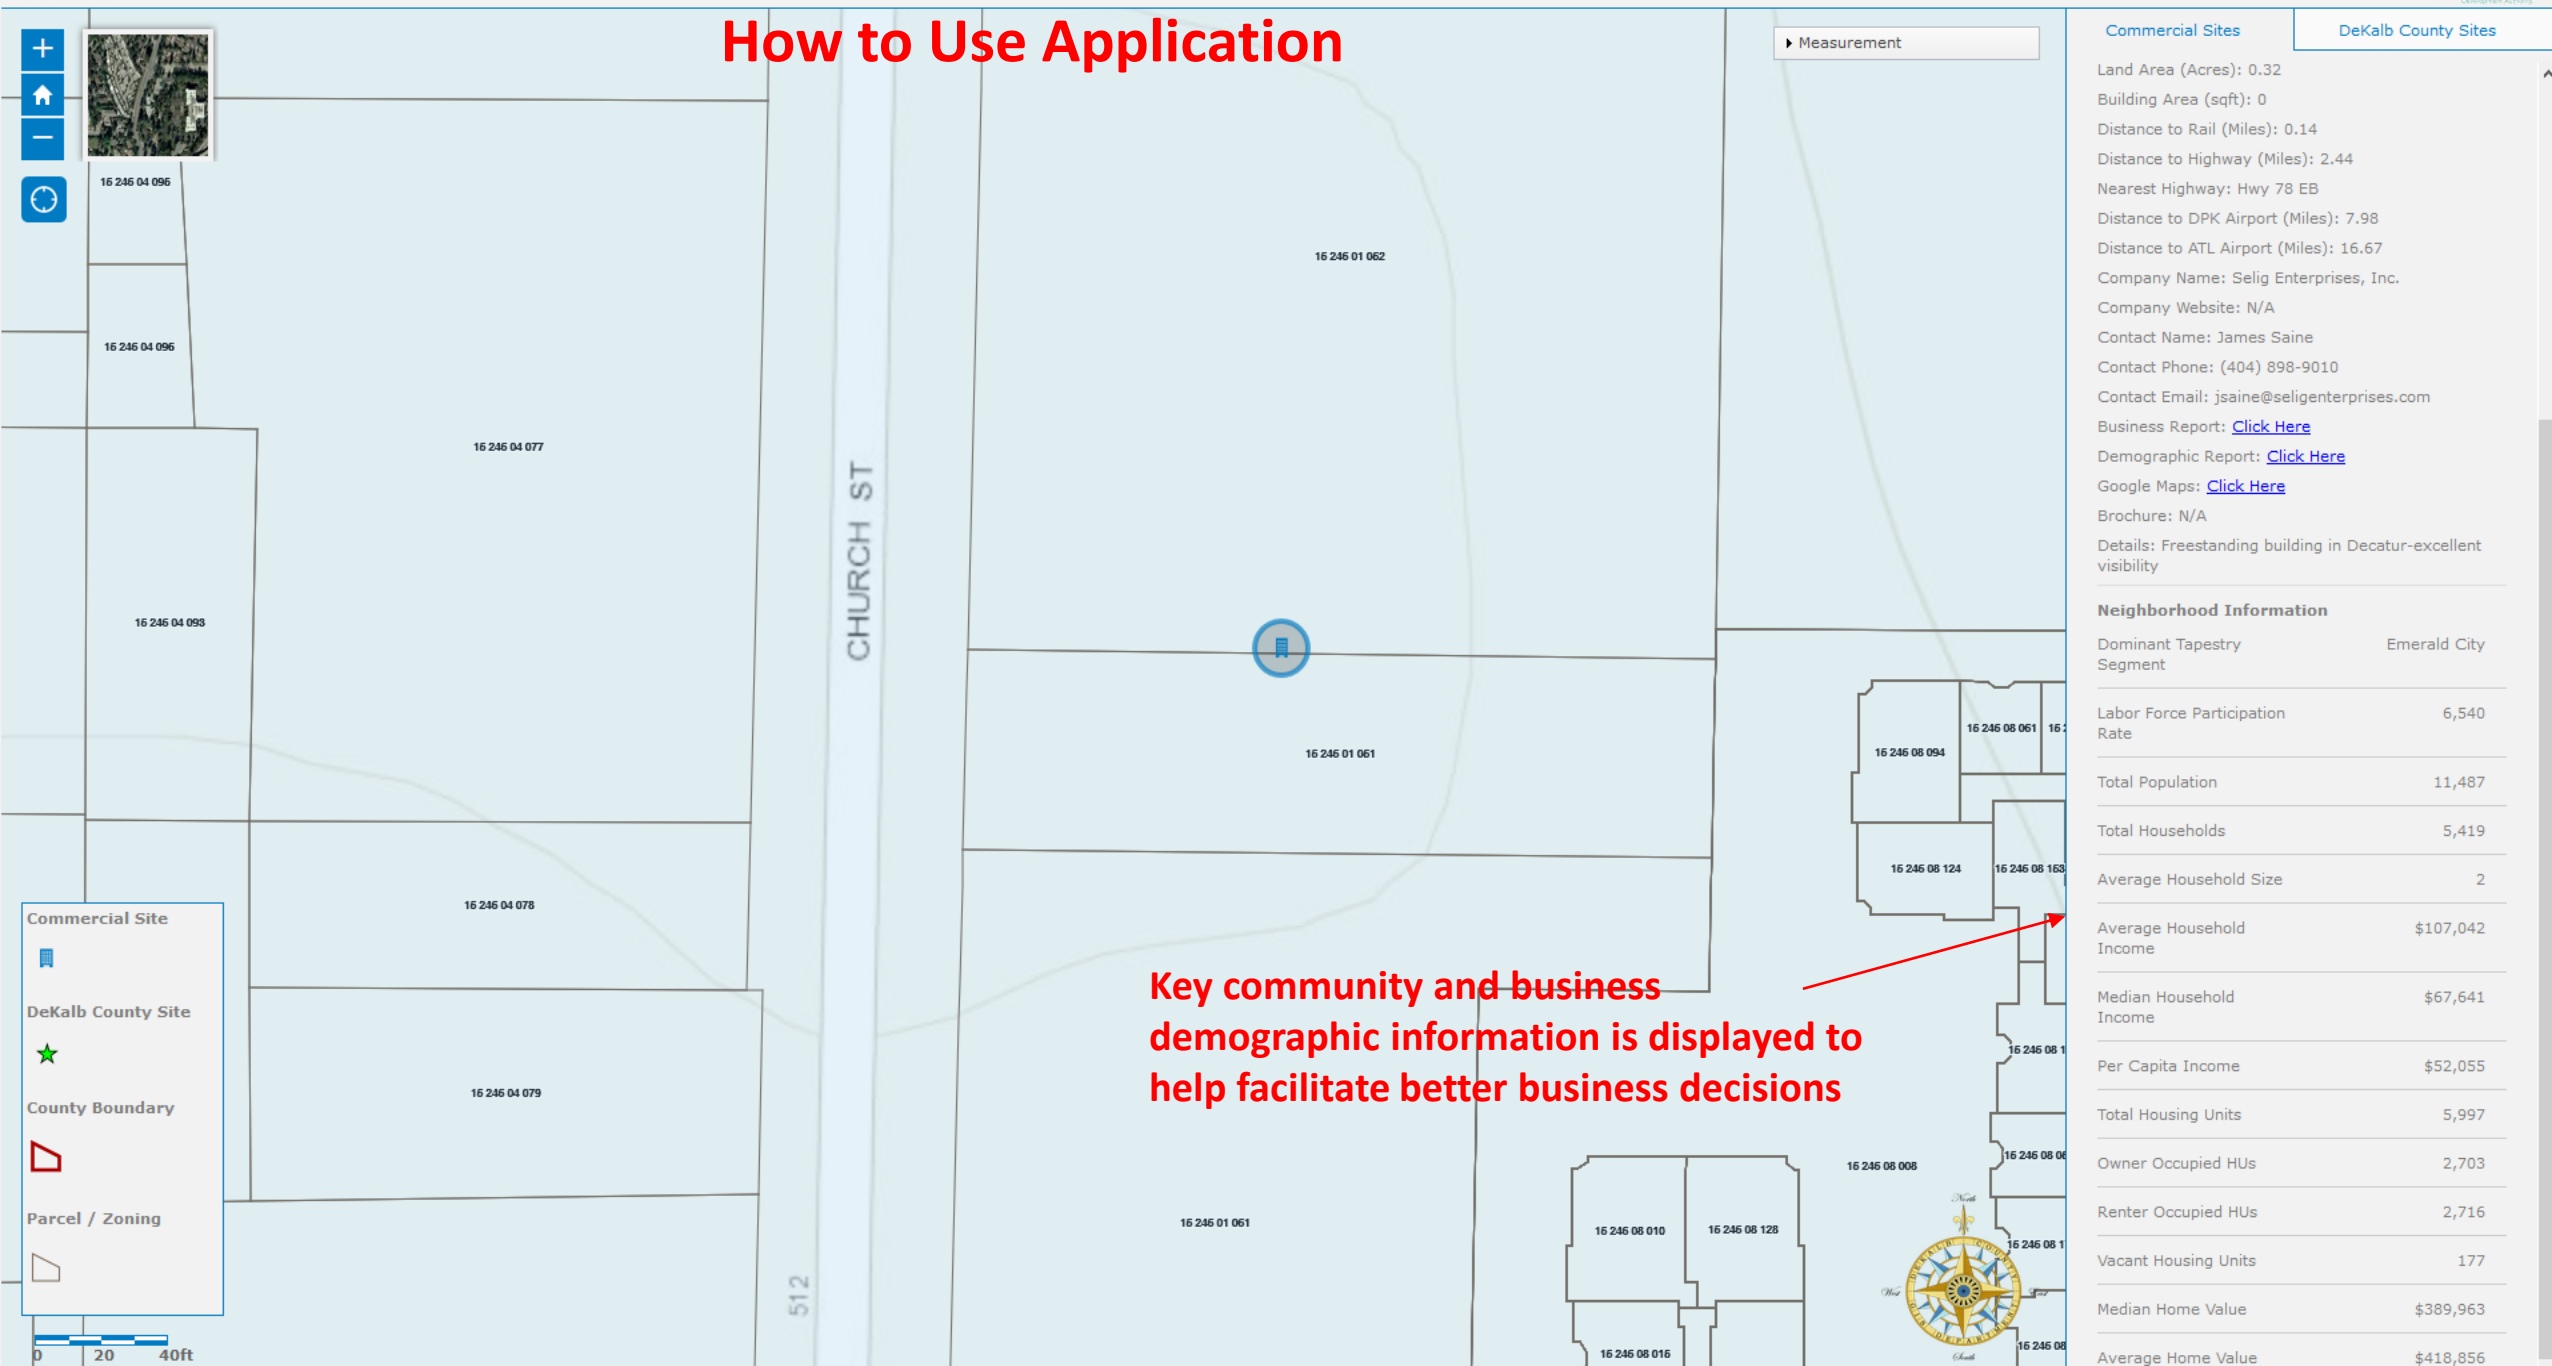 How to Use Application
Measurement
16 246 04 096
16 246 04 096
16 246 04 077
16 246 04 093
16 246 04 078
16 246 04 079
CHURCH ST
512
16 246 01 062
16 246 01 061
16 246 01 061
16 246 08 094
16 246 08 061
16 246 08 124
16 246 08 153
16 246 08 008
16 246 08 010
16 246 08 128
16 246 08 016
Key community and business
demographic information is displayed to
help facilitate better business decisions
Commercial Site
DeKalb County Site
County Boundary
Parcel / Zoning
0 20 40ft
North
West
East
South
DEKALB COUNTY
GIS DEPARTMENT
Commercial Sites
DeKalb County Sites
Land Area (Acres): 0.32
Building Area (sqft): 0
Distance to Rail (Miles): 0.14
Distance to Highway (Miles): 2.44
Nearest Highway: Hwy 78 EB
Distance to DPK Airport (Miles): 7.98
Distance to ATL Airport (Miles): 16.67
Company Name: Selig Enterprises, Inc.
Company Website: N/A
Contact Name: James Saine
Contact Phone: (404) 898-9010
Contact Email: jsaine@seligenterprises.com
Business Report: Click Here
Demographic Report: Click Here
Google Maps: Click Here
Brochure: N/A
Details: Freestanding building in Decatur-excellent
visibility
Neighborhood Information
Dominant Tapestry Emerald City
Segment
Labor Force Participation 6,540
Rate
Total Population 11,487
Total Households 5,419
Average Household Size 2
Average Household $107,042
Income
Median Household $67,641
Income
Per Capita Income $52,055
Total Housing Units 5,997
Owner Occupied HUs 2,703
Renter Occupied HUs 2,716
Vacant Housing Units 177
Median Home Value $389,963
Average Home Value $418,856